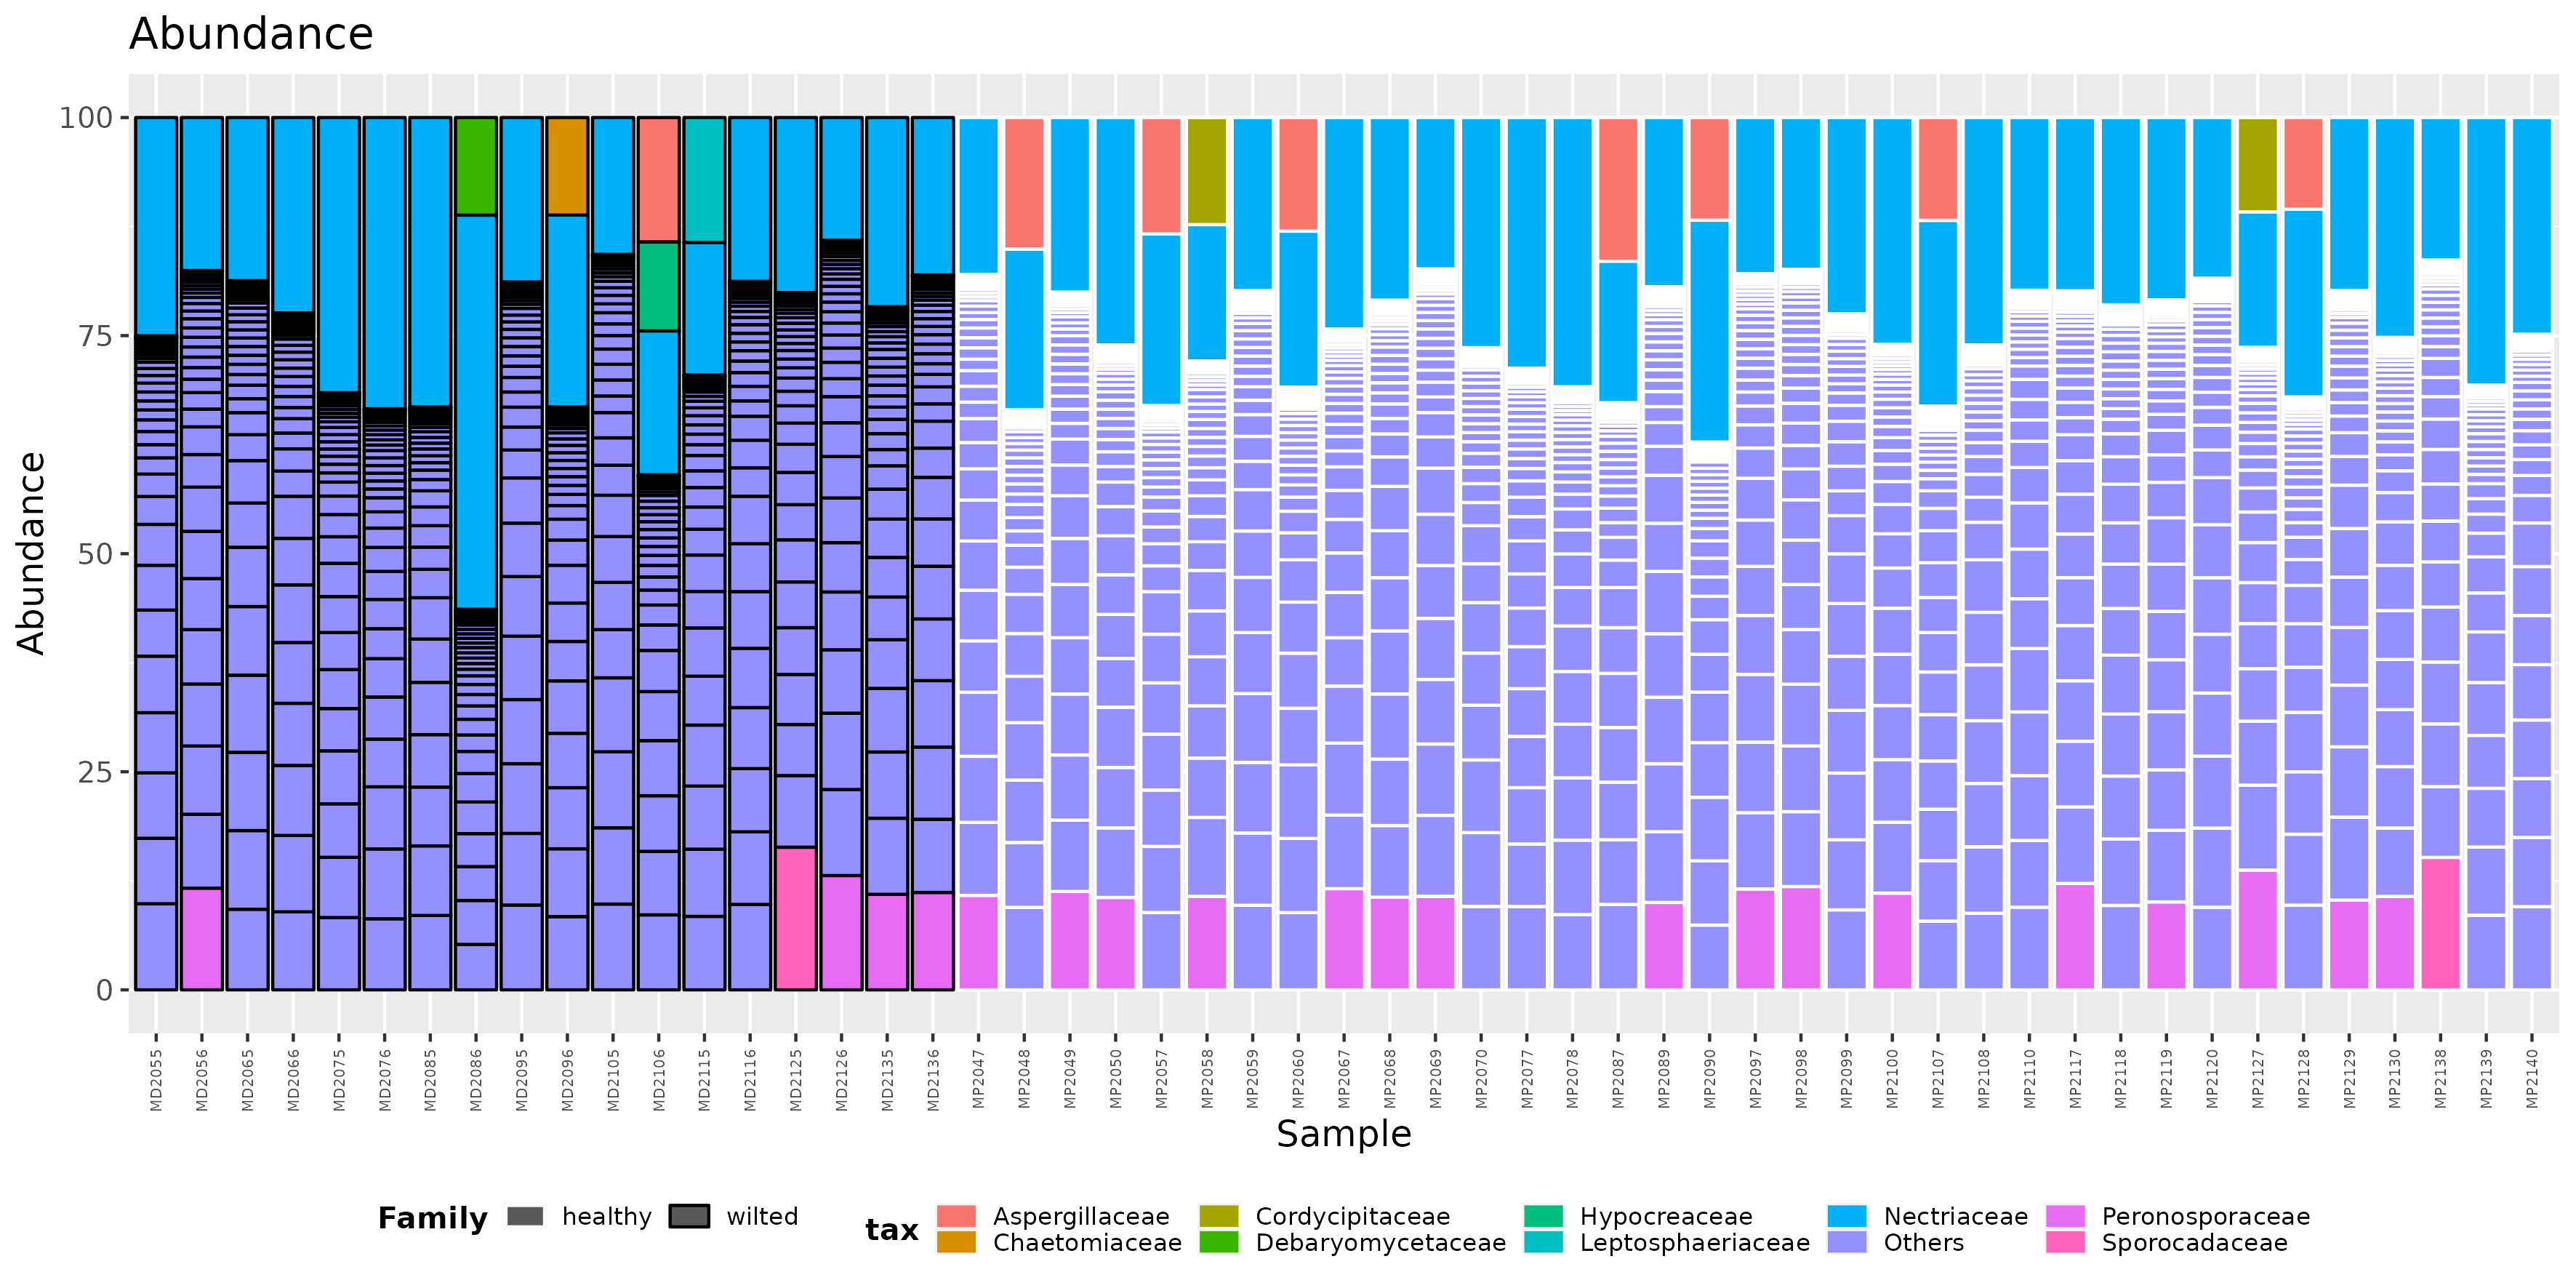 Abundance
Abundance
100
75
50
25
0
MD2055
MD2056
MD2065
MD2066
MD2075
MD2076
MD2085
MD2086
MD2095
MD2096
MD2105
MD2106
MD2115
MD2116
MD2125
MD2126
MD2135
MD2136
MP2047
MP2048
MP2049
MP2050
MP2057
MP2058
MP2059
MP2060
MP2067
MP2068
MP2069
MP2070
MP2077
MP2078
MP2087
MP2089
MP2090
MP2097
MP2098
MP2099
MP2100
MP2107
MP2108
MP2110
MP2117
MP2118
MP2119
MP2120
MP2127
MP2128
MP2129
MP2130
MP2138
MP2139
MP2140
Sample
Family healthy wilted
tax
Aspergillaceae Cordycipitaceae Hypocreaceae Nectriaceae Peronosporaceae
Chaetomiaceae Debaryomycetaceae Leptosphaeriaceae Others Sporocadaceae